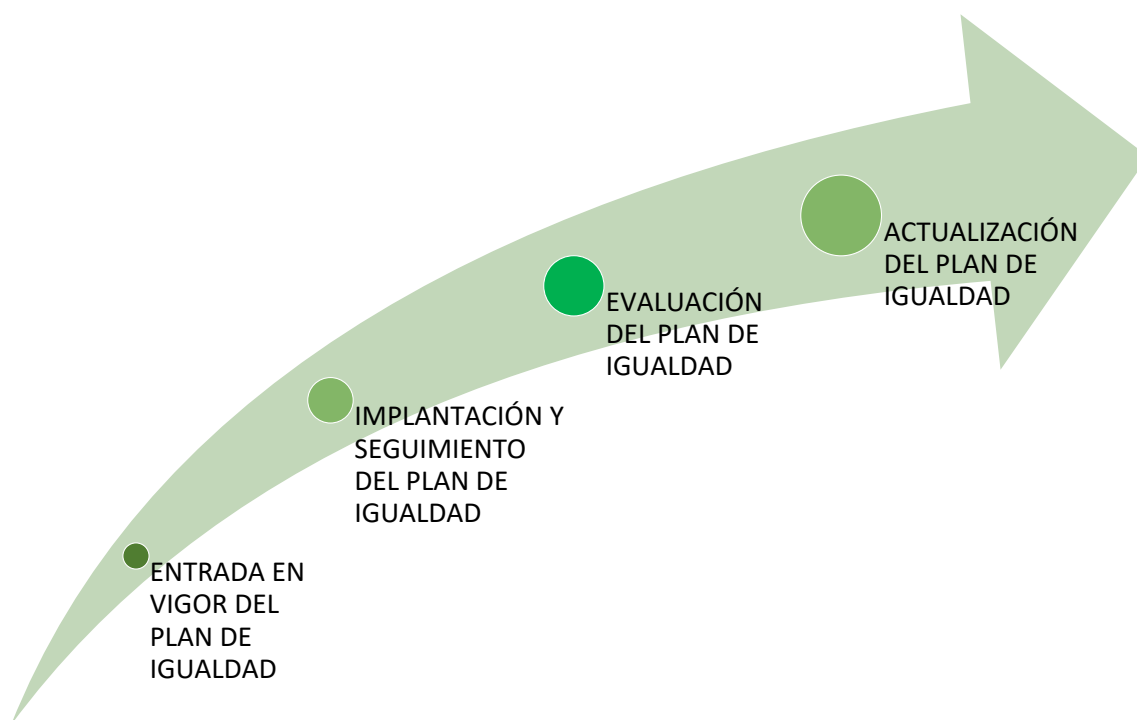 ENTRADA EN
VIGOR DEL
PLAN DE
IGUALDAD
IMPLANTACIÓN Y
SEGUIMIENTO
DEL PLAN DE
IGUALDAD
EVALUACIÓN
DEL PLAN DE
IGUALDAD
ACTUALIZACIÓN
DEL PLAN DE
IGUALDAD